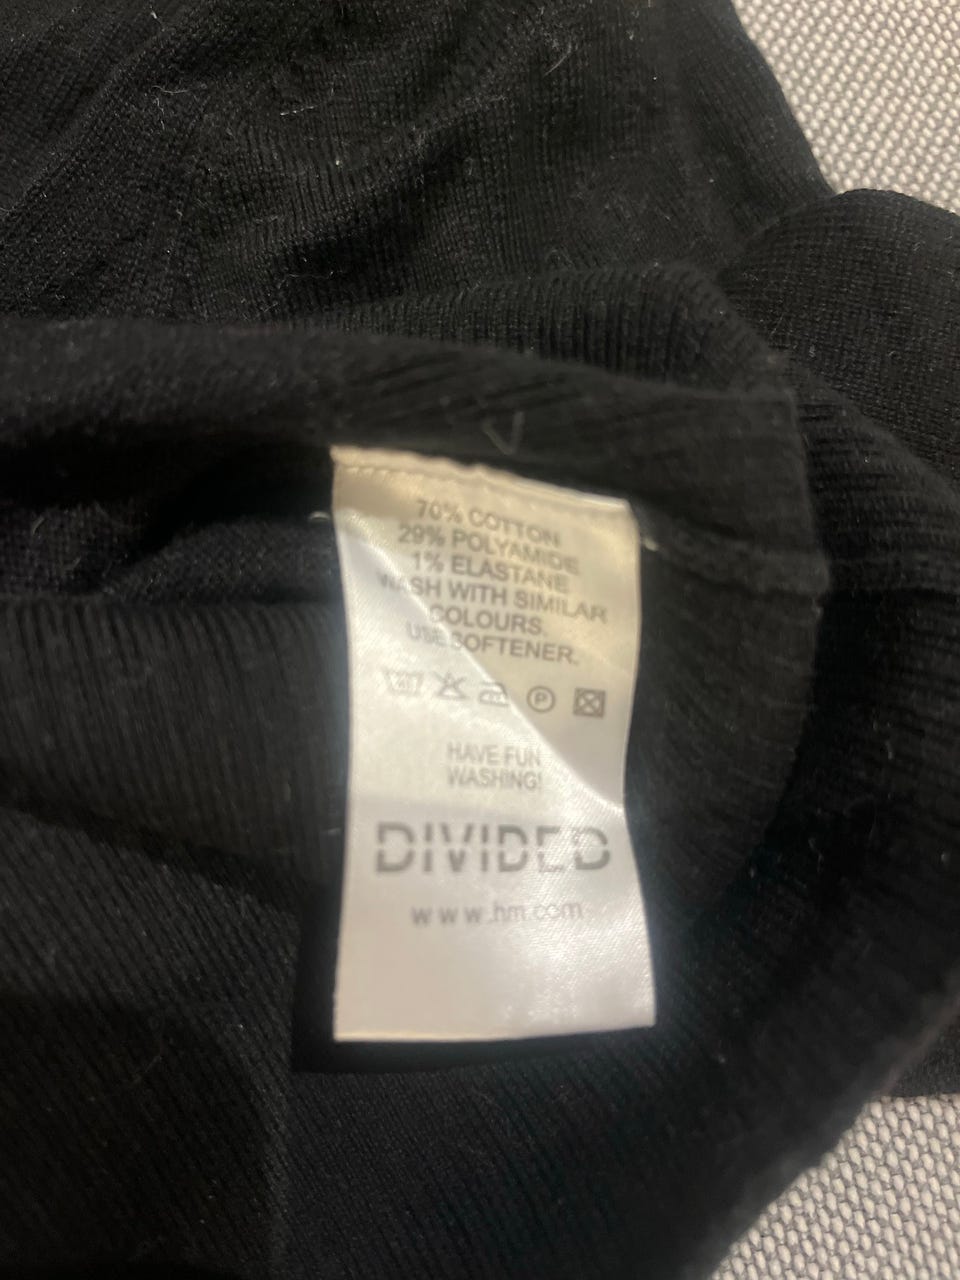 70% COTTON
29% POLYAMIDE
1% ELASTANE
WASH WITH SIMILAR
COLOURS.
USE SOFTENER.
P
HAVE FUN
WASHING!
DIVIDED
www.hm.com